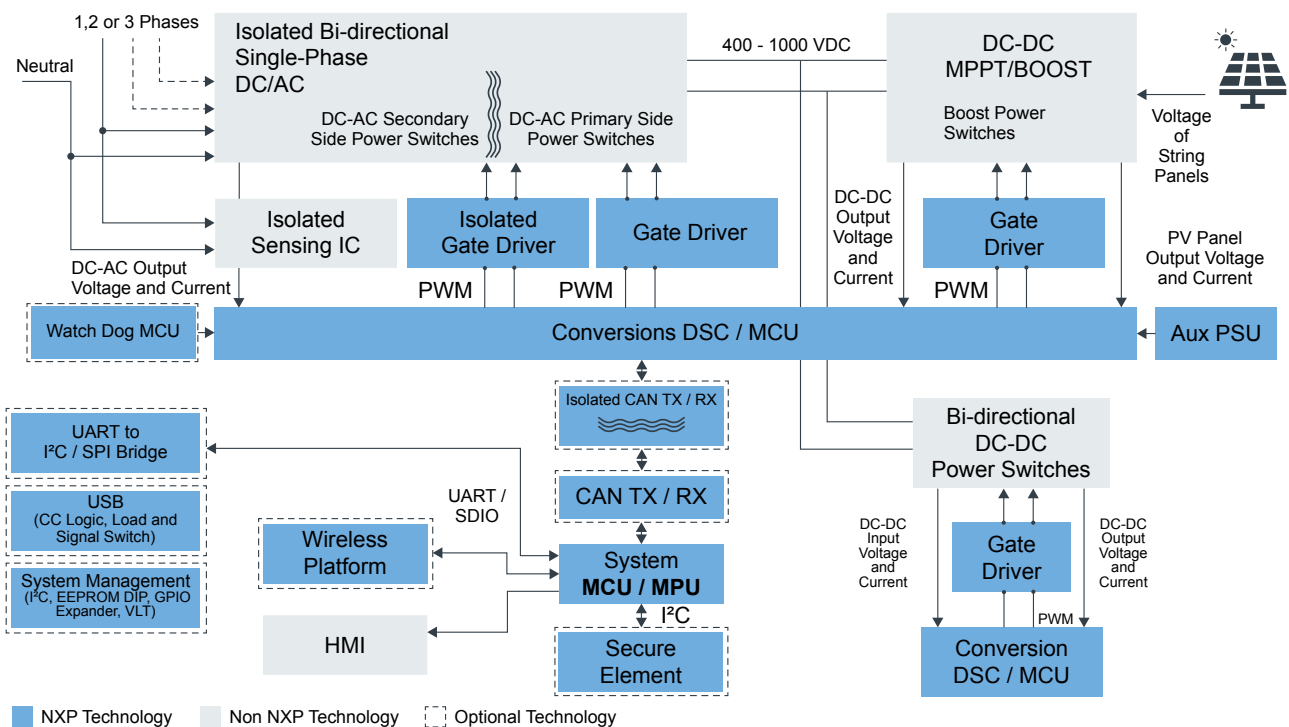 1,2 or 3 Phases
Neutral
Isolated Bi-directional
Single-Phase
DC/AC
DC-AC Secondary
Side Power Switches
DC-AC Primary Side
Power Switches
400 - 1000 VDC
DC-DC
MPPT/BOOST
Boost Power
Switches
Voltage
of
String
Panels
Isolated
Sensing IC
Isolated
Gate Driver
Gate Driver
DC-DC
Output
Voltage
and
Current
Gate
Driver
PV Panel
Output Voltage
and Current
DC-AC Output
Voltage and Current
PWM
PWM
PWM
Watch Dog MCU
Conversions DSC / MCU
Aux PSU
Isolated CAN TX / RX
UART to
I²C / SPI Bridge
CAN TX / RX
Bi-directional
DC-DC
Power Switches
USB
(CC Logic, Load and
Signal Switch)
UART /
SDIO
Wireless
Platform
System
MCU / MPU
DC-DC
Input
Voltage
and
Current
Gate
Driver
DC-DC
Output
Voltage
and
Current
System Management
(I²C, EEPROM DIP, GPIO
Expander, VLT)
I²C
PWM
HMI
Secure
Element
Conversion
DSC / MCU
NXP Technology
Non NXP Technology
Optional Technology